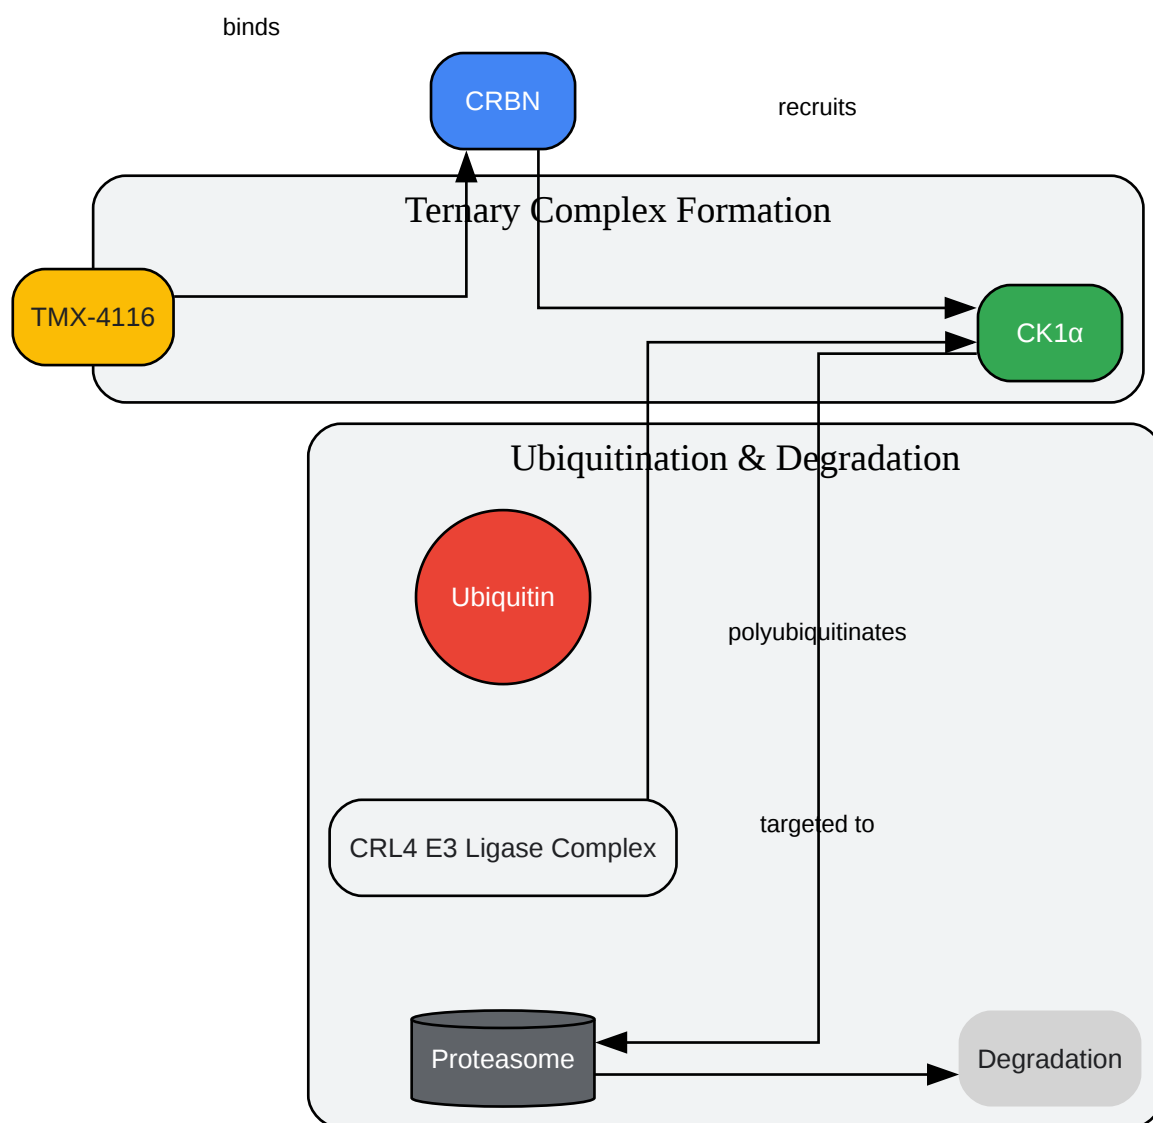 binds
CRBN
recruits
Ternary Complex Formation
TMX-4116
CK1α
Ubiquitination & Degradation
Ubiquitin
polyubiquitinates
targeted to
CRL4 E3 Ligase Complex
Proteasome
Degradation